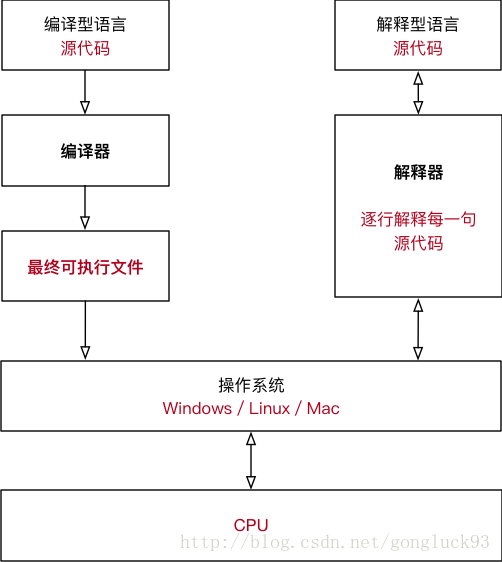 编译型语言
源代码
解释型语言
源代码
编译器
解释器
逐行解释每一句
源代码
最终可执行文件
操作系统
Windows / Linux / Mac
CPU
http://blog.csdn.net/gongluck93